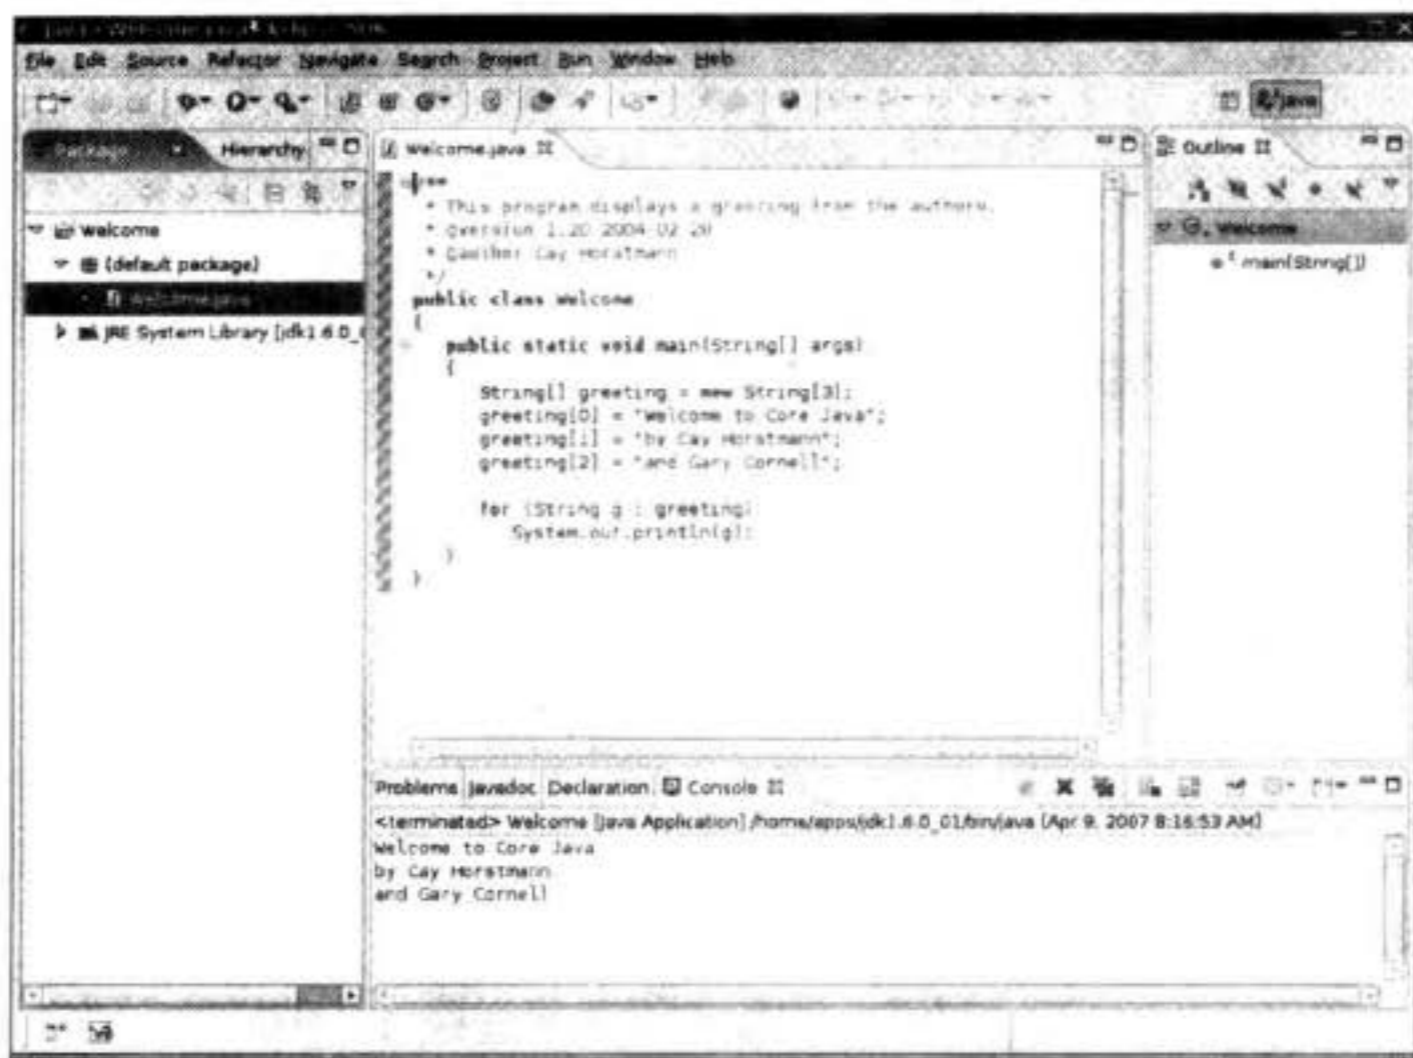 File Edit Source Refactor Navigate Search Project Run Window Help
Java
Package
Hierarchy
Welcome.java
Outline
Welcome
(default package)
Welcome.java
JRE System Library [jdk1.6.0_
/**
* This program displays a greeting from the authors.
* @version 1.20 2004-02-28
* @author Cay Horstmann
*/
public class Welcome
{
public static void main(String[] args)
{
String[] greeting = new String[3];
greeting[0] = "Welcome to Core Java";
greeting[1] = "by Cay Horstmann";
greeting[2] = "and Gary Cornell";
for (String g : greeting)
System.out.println(g);
}
}
Welcome
main(String[])
Problems Javadoc Declaration Console
<terminated> Welcome [Java Application] /home/apps/jdk1.6.0_01/bin/java (Apr 9, 2007 8:16:53 AM)
Welcome to Core Java
by Cay Horstmann
and Gary Cornell